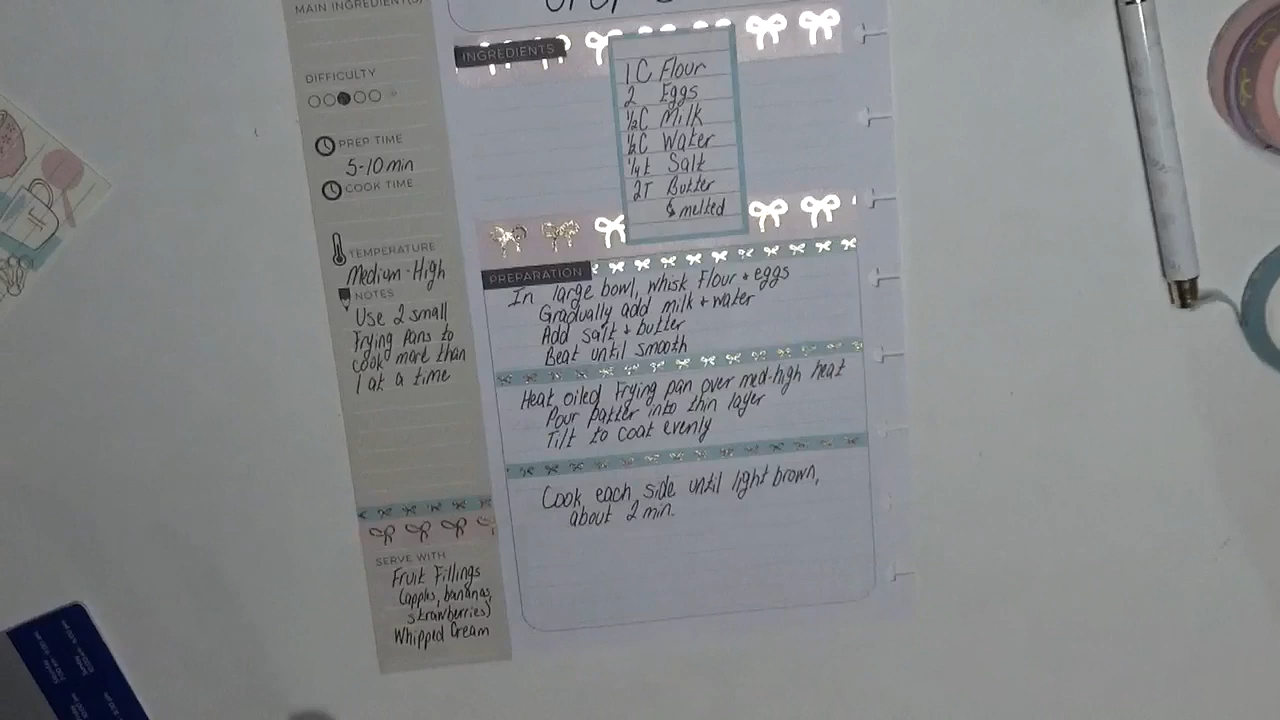 MAIN INGREDIENT(S)
DIFFICULTY
PREP TIME
5-10 min
COOK TIME
TEMPERATURE
Medium-High
NOTES
Use 2 small
Frying Pans to
cook more than
1 at a time
SERVE WITH
Fruit Fillings
(apples, bananas,
strawberries)
Whipped Cream
INGREDIENTS
1 C Flour
2 Eggs
½C Milk
½C Water
¼t Salt
2T Butter
melted
PREPARATION
In large bowl, whisk Flour + eggs
Gradually add milk + water
Add salt + butter
Beat until smooth
Heat oiled Frying pan over med-high heat
Pour batter into thin layer
Tilt to coat evenly
Cook each side until light brown,
about 2 min.